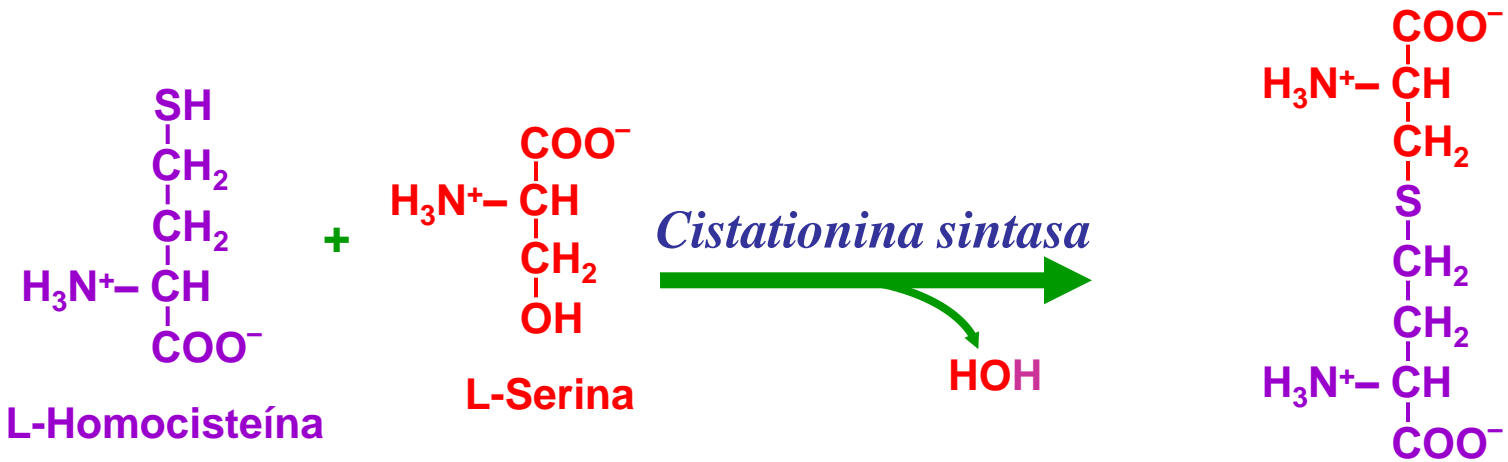 SH
CH₂
CH₂
H₃N⁺– CH
COO⁻
L-Homocisteína
+
COO⁻
H₃N⁺– CH
CH₂
OH
L-Serina
Cistationina sintasa
HOH
COO⁻
H₃N⁺– CH
CH₂
S
CH₂
CH₂
H₃N⁺– CH
COO⁻